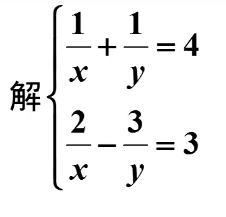 解
1/x + 1/y = 4
2/x - 3/y = 3